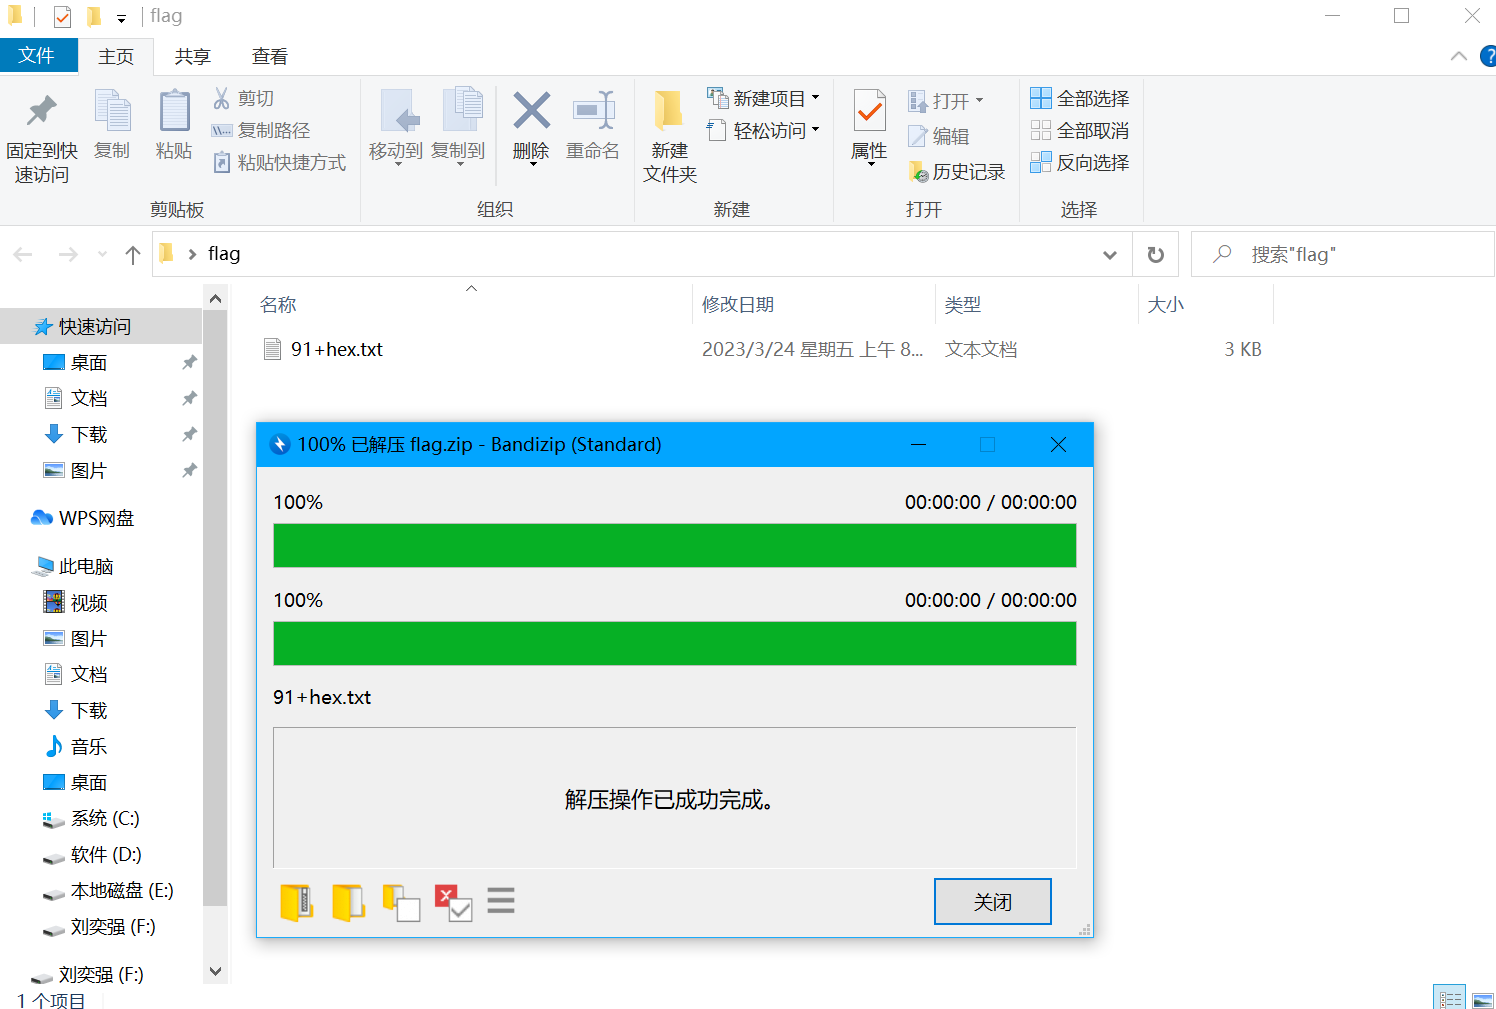 flag
文件 主页 共享 查看
固定到快速访问
复制
粘贴
剪切
复制路径
粘贴快捷方式
剪贴板
移动到
复制到
删除
重命名
组织
新建
文件夹
新建项目
轻松访问
新建
属性
打开
编辑
历史记录
打开
全部选择
全部取消
反向选择
选择
flag
搜索"flag"
名称 修改日期 类型 大小
91+hex.txt 2023/3/24 星期五 上午 8... 文本文档 3 KB
快速访问
桌面
文档
下载
图片
WPS网盘
此电脑
视频
图片
文档
下载
音乐
桌面
系统 (C:)
软件 (D:)
本地磁盘 (E:)
刘奕强 (F:)
刘奕强 (F:)
1 个项目
100% 已解压 flag.zip - Bandizip (Standard)
100% 00:00:00 / 00:00:00
100% 00:00:00 / 00:00:00
91+hex.txt
解压操作已成功完成。
关闭